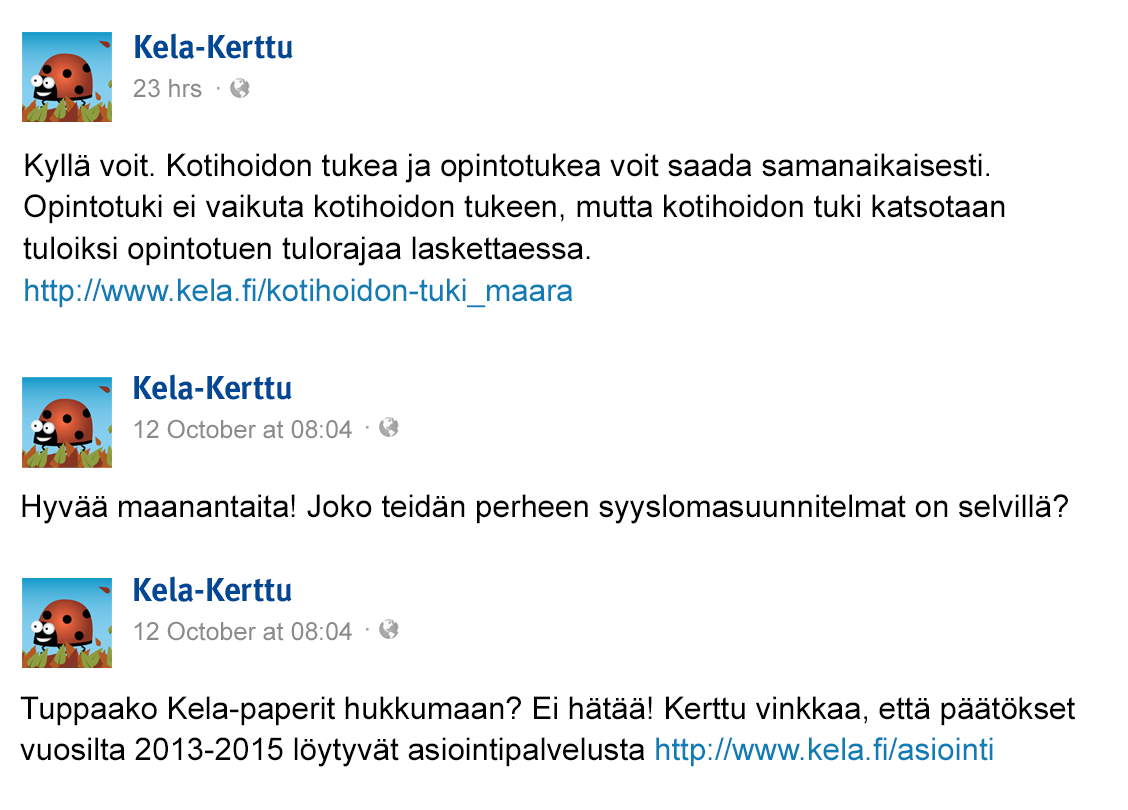 Kela-Kerttu
23 hrs ·
Kyllä voit. Kotihoidon tukea ja opintotukea voit saada samanaikaisesti.
Opintotuki ei vaikuta kotihoidon tukeen, mutta kotihoidon tuki katsotaan
tuloiksi opintotuen tulorajaa laskettaessa.
http://www.kela.fi/kotihoidon-tuki_maara
Kela-Kerttu
12 October at 08:04 ·
Hyvää maanantaita! Joko teidän perheen syyslomasuunnitelmat on selvillä?
Kela-Kerttu
12 October at 08:04 ·
Tuppaako Kela-paperit hukkumaan? Ei hätää! Kerttu vinkkaa, että päätökset
vuosilta 2013-2015 löytyvät asiointipalvelusta http://www.kela.fi/asiointi